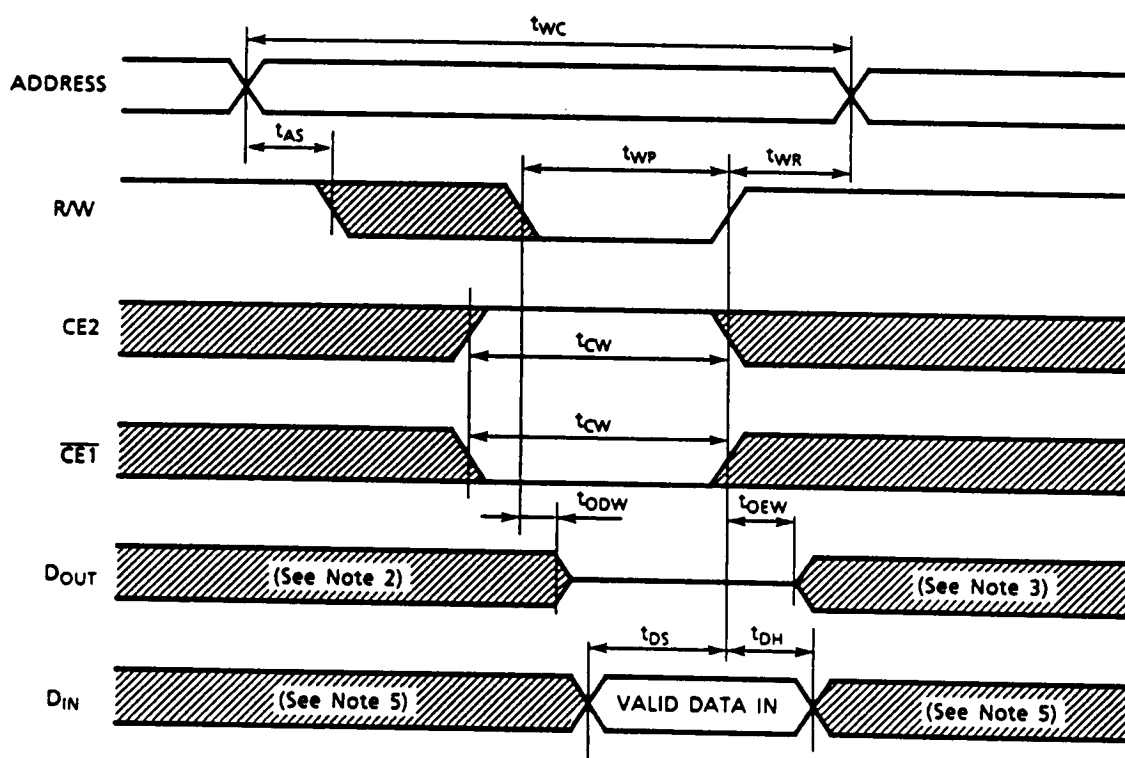 tWC
ADDRESS
tAS
tWP
tWR
R/W
CE2
tCW
CE1
tCW
tODW
tOEW
DOUT
(See Note 2)
(See Note 3)
tDS
tDH
DIN
(See Note 5)
VALID DATA IN
(See Note 5)